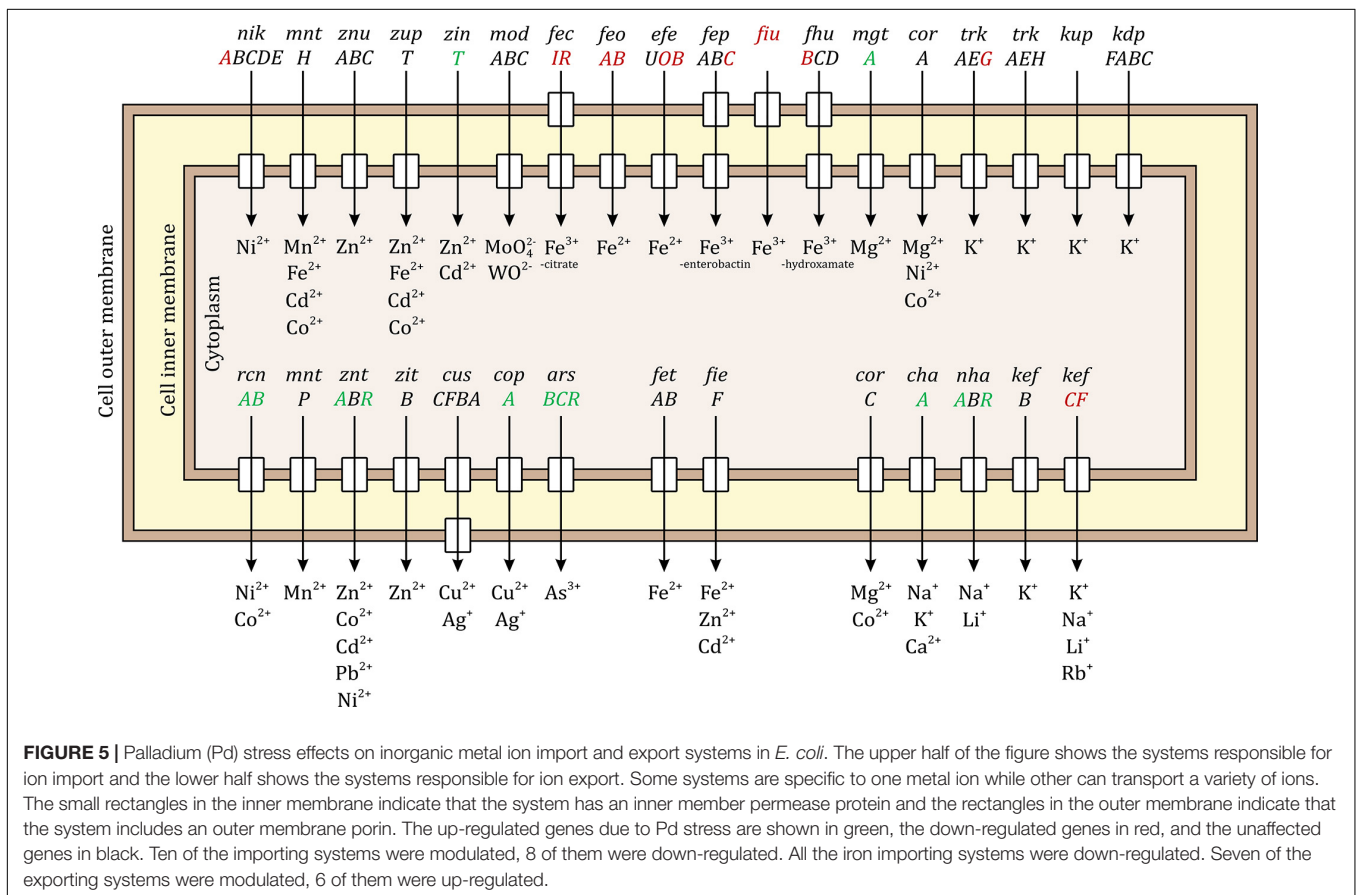 nik mnt znu zup zin mod fec feo efe fep fiu fhu mgt cor trk trk kup kdp
ABCDE H ABC T T ABC IR AB UOB ABC BCD A A AEG AEH FABC
Cell outer membrane
Cell inner membrane
Cytoplasm
Ni²⁺ Mn²⁺ Zn²⁺ Zn²⁺ Zn²⁺ MoO₄²⁻ Fe³⁺ Fe²⁺ Fe²⁺ Fe³⁺ Fe³⁺ Fe³⁺ Mg²⁺ Mg²⁺ K⁺ K⁺ K⁺ K⁺
-citrate -enterobactin -hydroxamate
Fe²⁺ Fe²⁺ Cd²⁺ WO²⁻ Ni²⁺
Cd²⁺ Cd²⁺ Co²⁺
Co²⁺ Co²⁺
rcn mnt znt zit cus cop ars fet fie cor cha nha kef kef
AB P ABR B CFBA A BCR AB F C A ABR B CF
Ni²⁺ Mn²⁺ Zn²⁺ Zn²⁺ Cu²⁺ Cu²⁺ As³⁺ Fe²⁺ Fe²⁺ Mg²⁺ Na⁺ Na⁺ K⁺ K⁺
Co²⁺ Co²⁺ Ag⁺ Ag⁺ Zn²⁺ Co²⁺ K⁺ Li⁺ Na⁺
Cd²⁺ Cd²⁺ Ca²⁺ Li⁺
Pb²⁺ Rb⁺
Ni²⁺
FIGURE 5 | Palladium (Pd) stress effects on inorganic metal ion import and export systems in E. coli. The upper half of the figure shows the systems responsible for
ion import and the lower half shows the systems responsible for ion export. Some systems are specific to one metal ion while other can transport a variety of ions.
The small rectangles in the inner membrane indicate that the system has an inner member permease protein and the rectangles in the outer membrane indicate that
the system includes an outer membrane porin. The up-regulated genes due to Pd stress are shown in green, the down-regulated genes in red, and the unaffected
genes in black. Ten of the importing systems were modulated, 8 of them were down-regulated. All the iron importing systems were down-regulated. Seven of the
exporting systems were modulated, 6 of them were up-regulated.